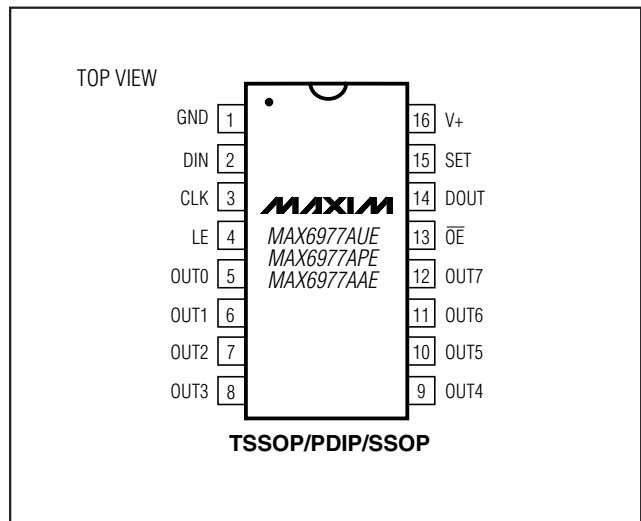 TOP VIEW
GND 1 16 V+
DIN 2 15 SET
CLK 3 MAXIM 14 DOUT
LE 4 MAX6977AUE 13 O̅E̅
MAX6977APE
OUT0 5 MAX6977AAE 12 OUT7
OUT1 6 11 OUT6
OUT2 7 10 OUT5
OUT3 8 9 OUT4
TSSOP/PDIP/SSOP